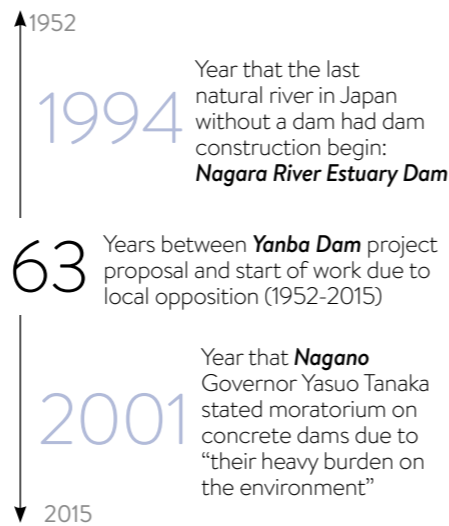 1952
1994
Year that the last
natural river in Japan
without a dam had dam
construction begin:
Nagara River Estuary Dam
63
Years between Yanba Dam project
proposal and start of work due to
local opposition (1952-2015)
2001
Year that Nagano
Governor Yasuo Tanaka
stated moratorium on
concrete dams due to
“their heavy burden on
the environment”
2015